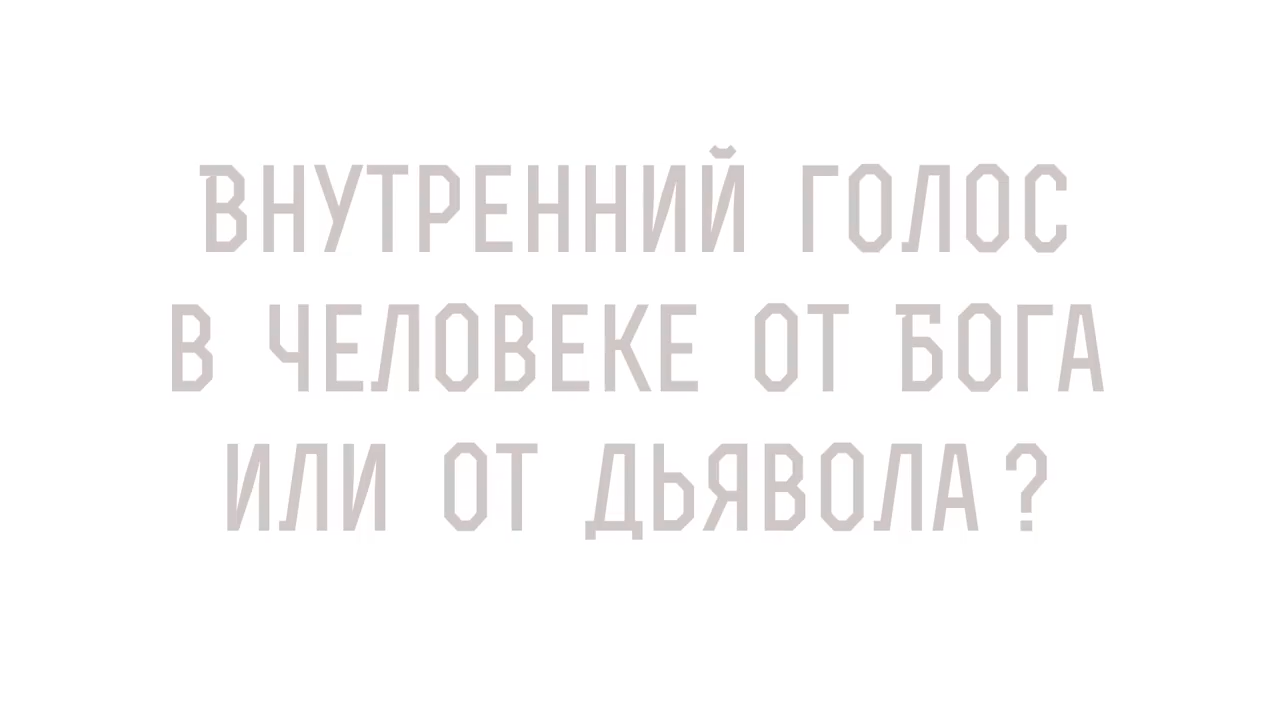 ВНУТРЕННИЙ ГОЛОС
В ЧЕЛОВЕКЕ ОТ БОГА
ИЛИ ОТ ДЬЯВОЛА?